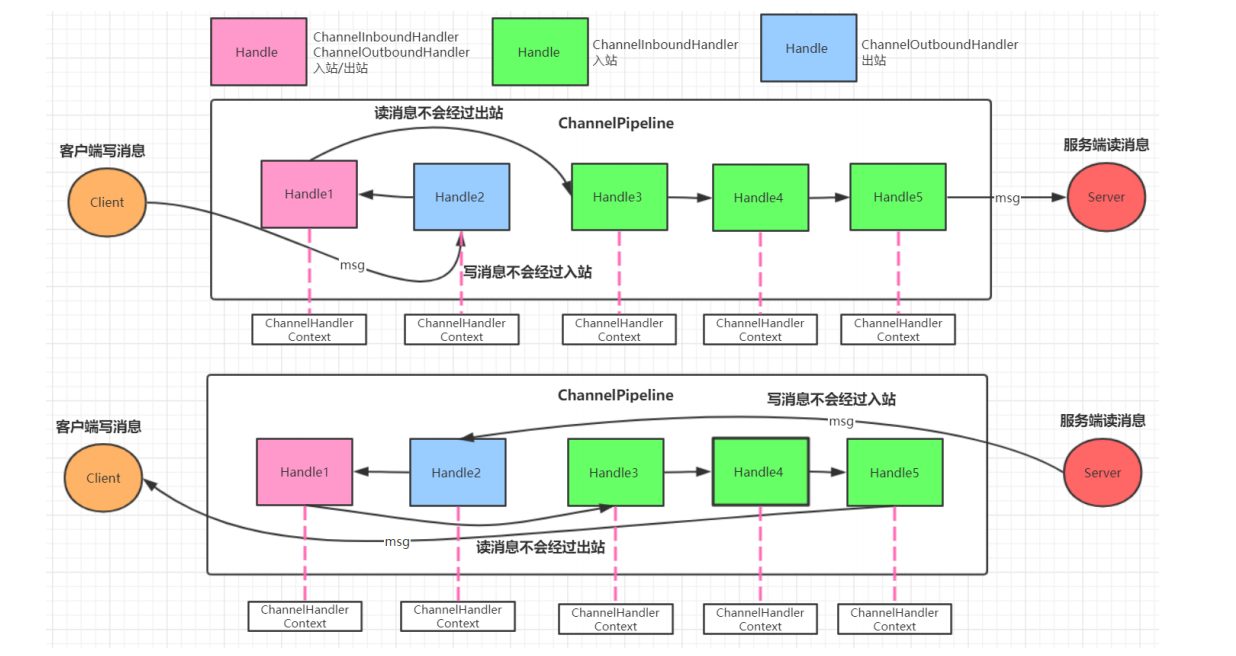 Handle
ChannelInboundHandler
ChannelOutboundHandler
入站/出站
Handle
ChannelInboundHandler
入站
Handle
ChannelOutboundHandler
出站
读消息不会经过出站
ChannelPipeline
客户端写消息
服务端读消息
Client
Handle1
Handle2
Handle3
Handle4
Handle5
msg
Server
msg
写消息不会经过入站
ChannelHandler
Context
ChannelHandler
Context
ChannelHandler
Context
ChannelHandler
Context
ChannelHandler
Context
ChannelPipeline
写消息不会经过入站
msg
客户端写消息
服务端读消息
Client
Handle1
Handle2
Handle3
Handle4
Handle5
Server
msg
读消息不会经过出站
ChannelHandler
Context
ChannelHandler
Context
ChannelHandler
Context
ChannelHandler
Context
ChannelHandler
Context